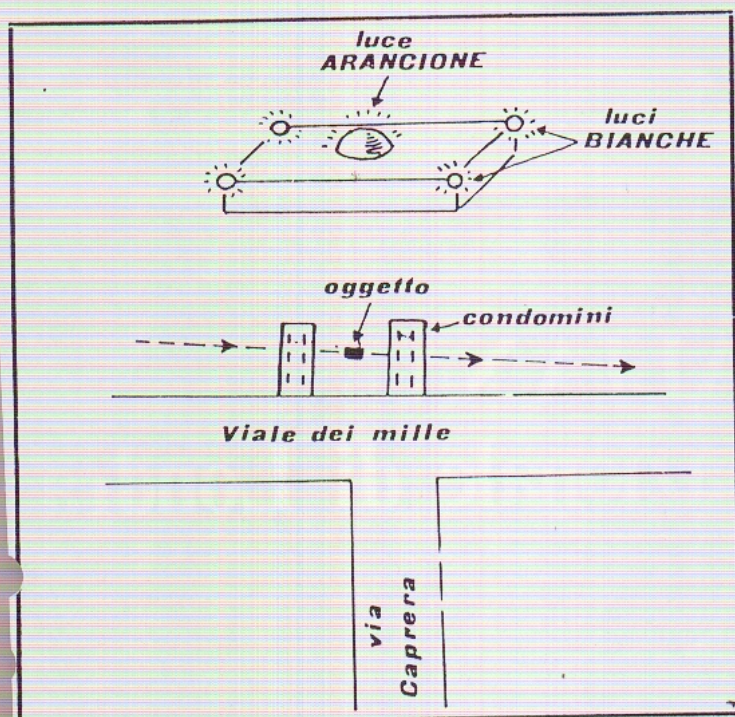 luce
ARANCIONE
luci
BIANCHE
oggetto
condomini
Viale dei mille
via
Caprera